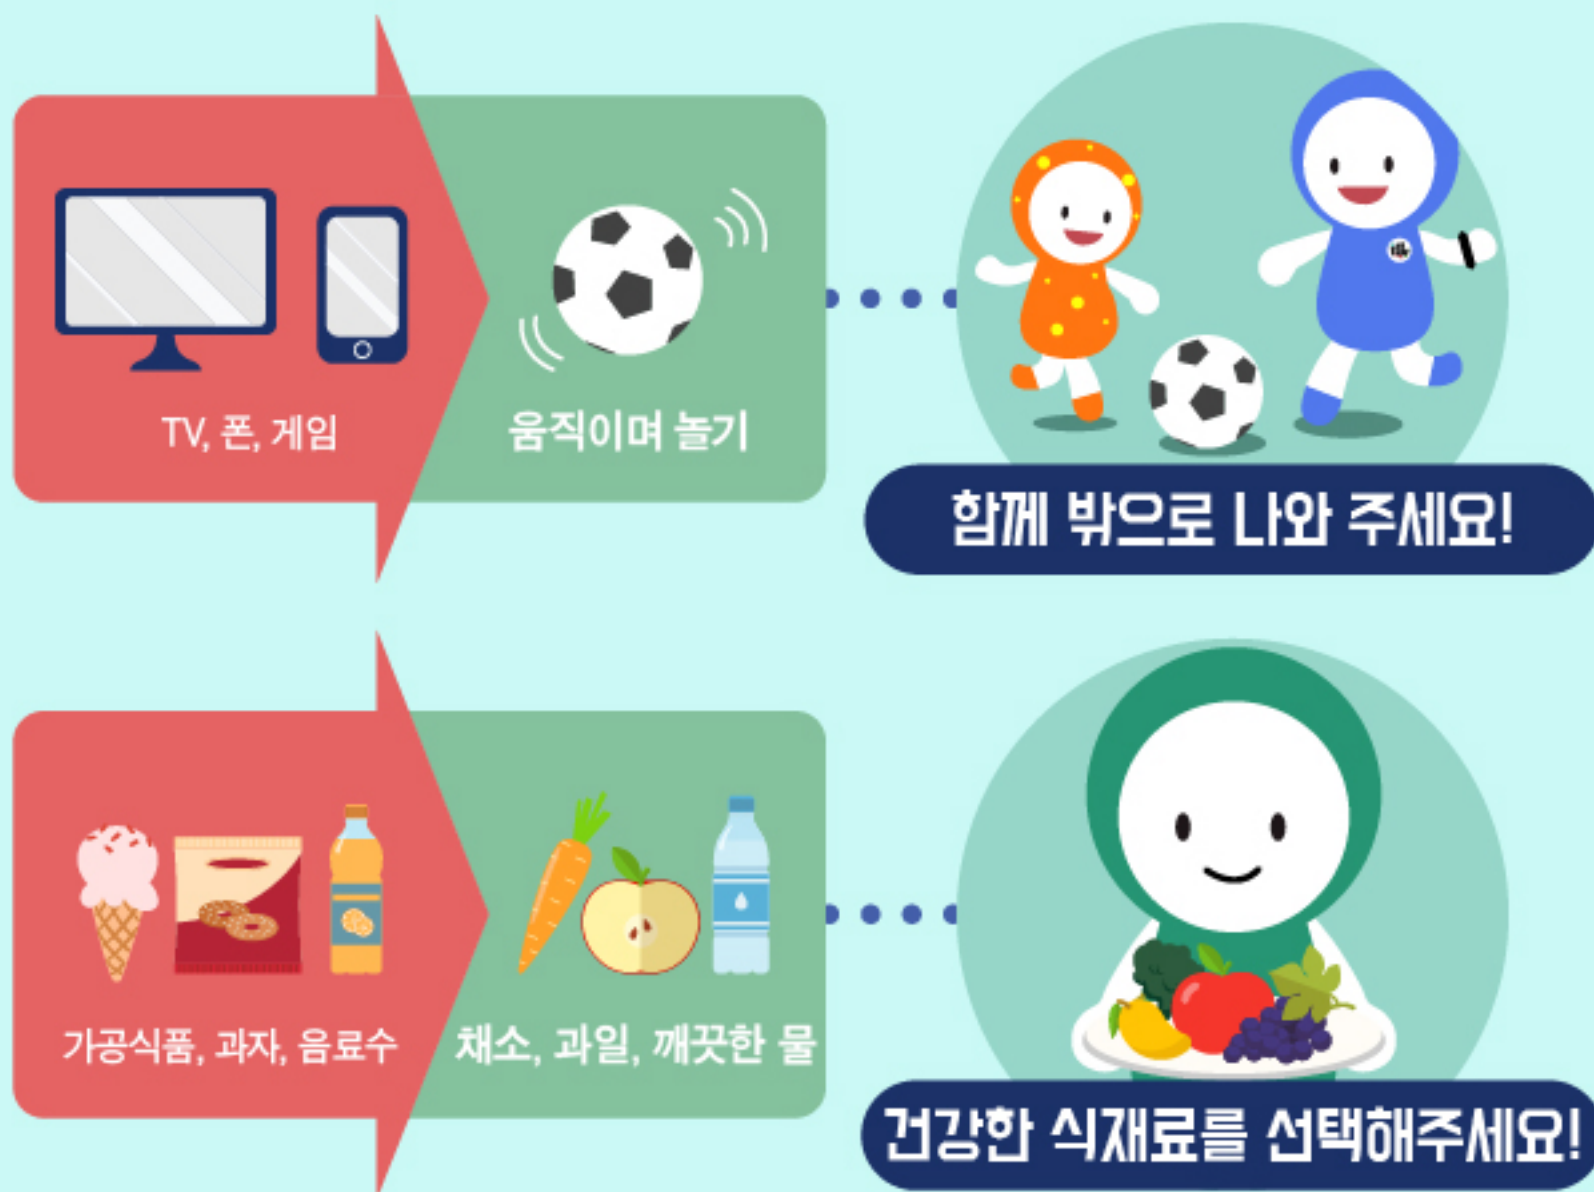 TV, 폰, 게임
움직이며 놀기
함께 밖으로 나와 주세요!
가공식품, 과자, 음료수
채소, 과일, 깨끗한 물
건강한 식재료를 선택해주세요!